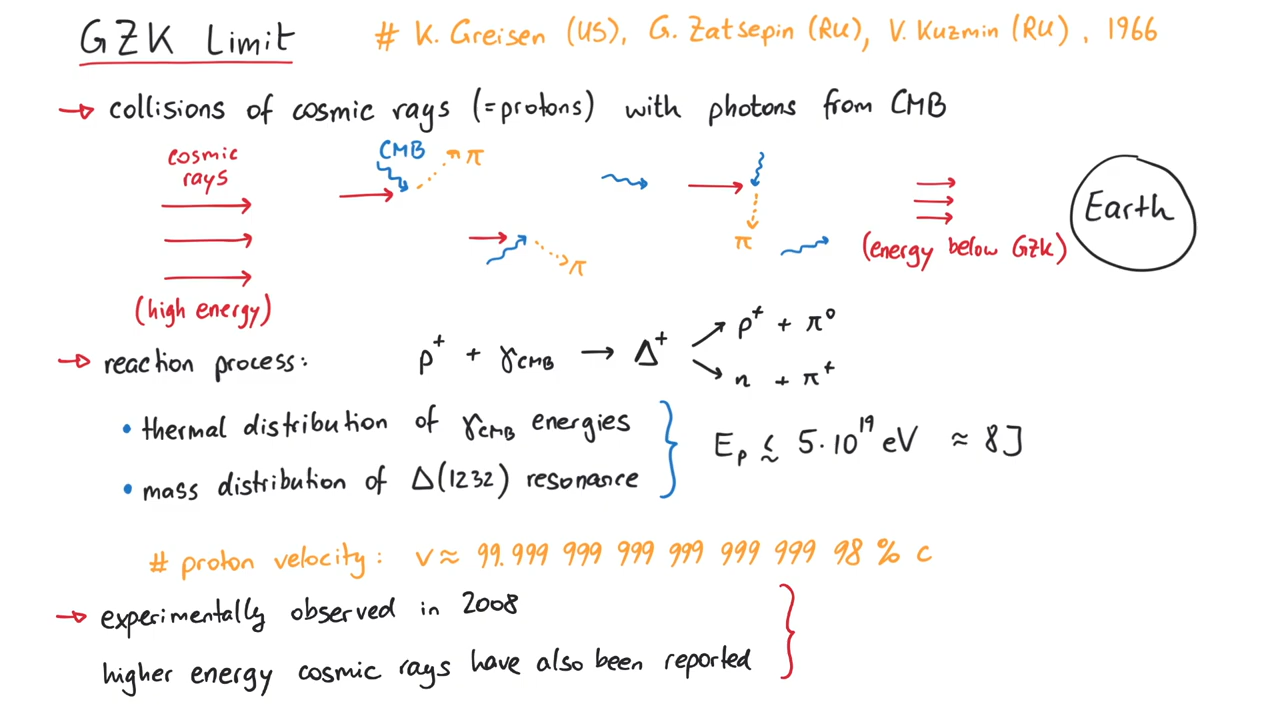 GZK Limit # K. Greisen (US), G. Zatsepin (RU), V. Kuzmin (RU), 1966
→ collisions of cosmic rays (=protons) with photons from CMB
cosmic
rays
(high energy)
CMB
π
π
π
(energy below GZK)
Earth
→ reaction process: p⁺ + γCMB → Δ⁺
p⁺ + π⁰
n + π⁺
• thermal distribution of γCMB energies
• mass distribution of Δ(1232) resonance
Eₚ ≲ 5·10¹⁹ eV ≈ 8J
# proton velocity: v ≈ 99.999 999 999 999 999 999 98 % c
→ experimentally observed in 2008
higher energy cosmic rays have also been reported